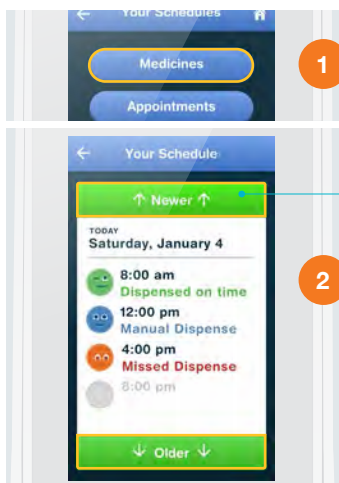 Your Schedules
Medicines
1
Appointments
Your Schedule
↑ Newer ↑
TODAY
Saturday, January 4
8:00 am
Dispensed on time
12:00 pm
Manual Dispense
2
4:00 pm
Missed Dispense
8:00 pm
↓ Older ↓